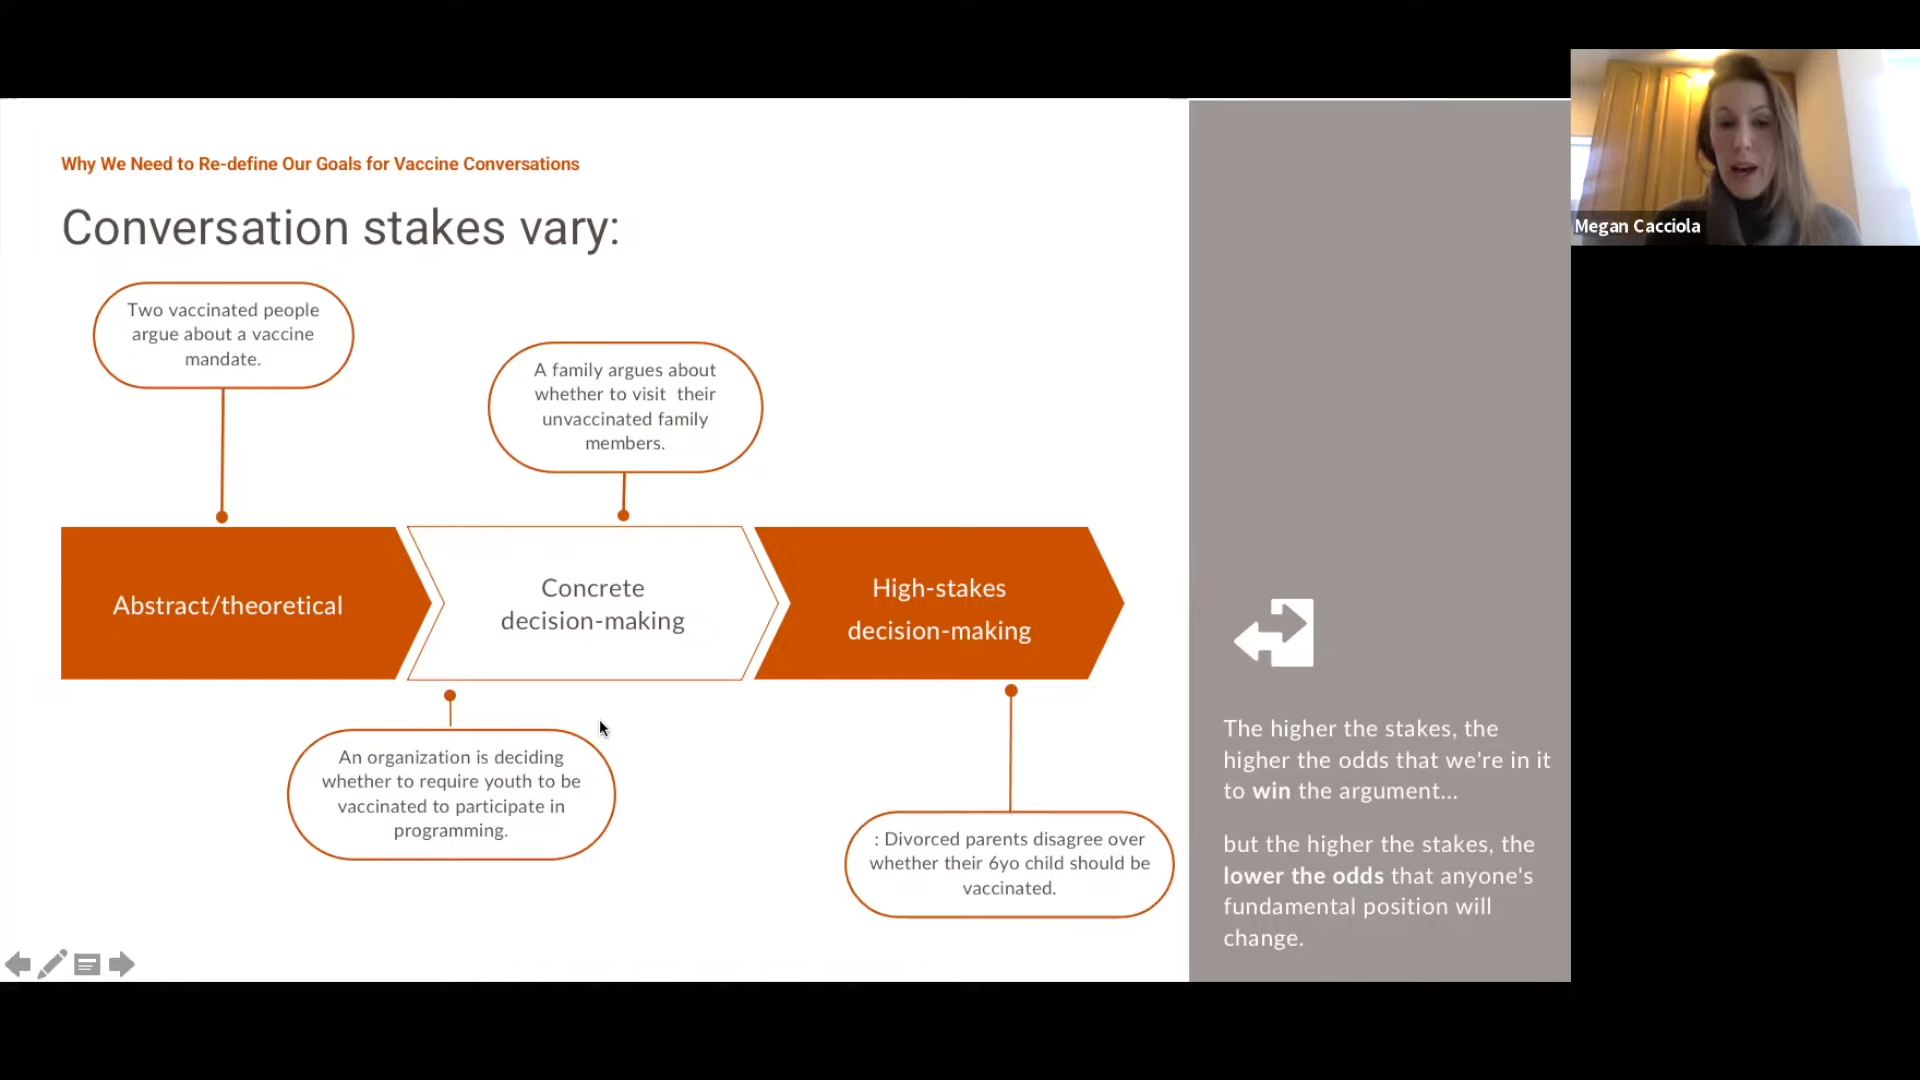 Why We Need to Re-define Our Goals for Vaccine Conversations
Conversation stakes vary:
Two vaccinated people
argue about a vaccine
mandate.
A family argues about
whether to visit  their
unvaccinated family
members.
Abstract/theoretical
Concrete
decision-making
High-stakes
decision-making
An organization is deciding
whether to require youth to be
vaccinated to participate in
programming.
: Divorced parents disagree over
whether their 6yo child should be
vaccinated.
The higher the stakes, the
higher the odds that we're in it
to win the argument...
but the higher the stakes, the
lower the odds that anyone's
fundamental position will
change.
Megan Cacciola